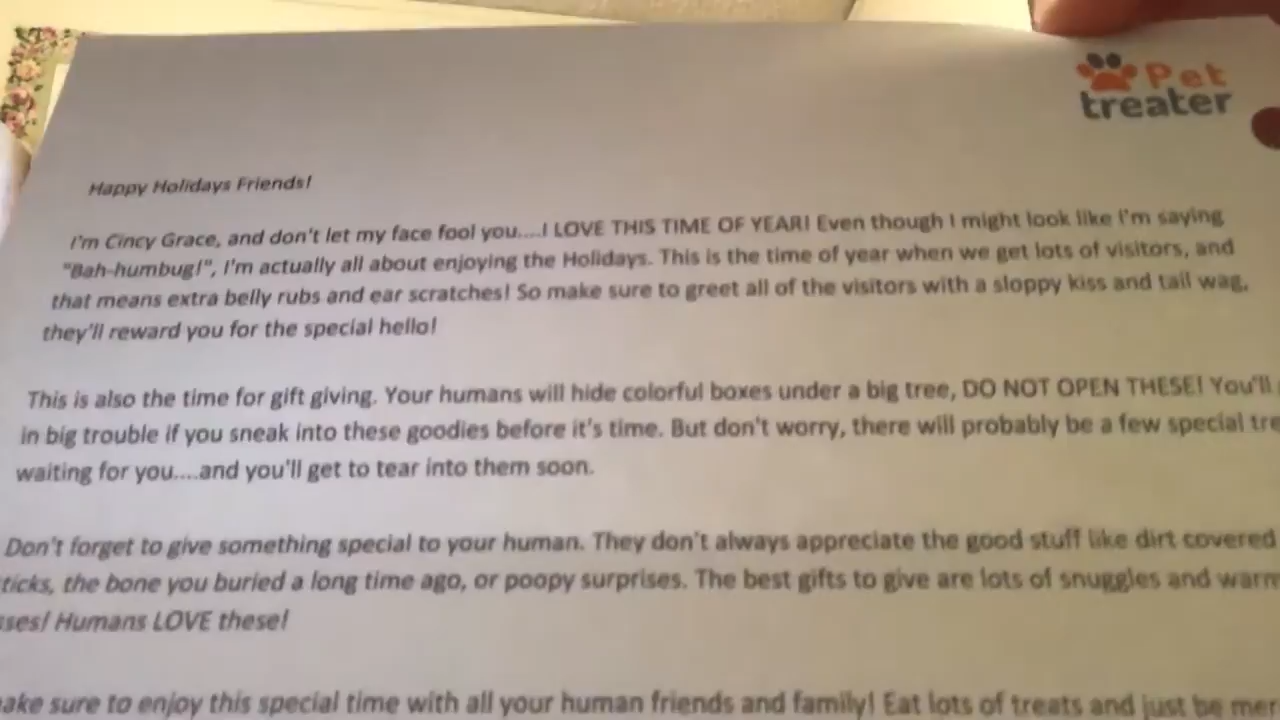 Pet
treater
Happy Holidays Friends!
I'm Cincy Grace, and don't let my face fool you....I LOVE THIS TIME OF YEAR! Even though I might look like I'm saying
"Bah-humbug!", I'm actually all about enjoying the Holidays. This is the time of year when we get lots of visitors, and
that means extra belly rubs and ear scratches! So make sure to greet all of the visitors with a sloppy kiss and tail wag,
they'll reward you for the special hello!
This is also the time for gift giving. Your humans will hide colorful boxes under a big tree, DO NOT OPEN THESE! You'll
in big trouble if you sneak into these goodies before it's time. But don't worry, there will probably be a few special
waiting for you....and you'll get to tear into them soon.
Don't forget to give something special to your human. They don't always appreciate the good stuff like dirt covered
the bone you buried a long time ago, or poopy surprises. The best gifts to give are lots of snuggles and
Humans LOVE these!
sure to enjoy this special time with all your human friends and family! Eat lots of treats and just be